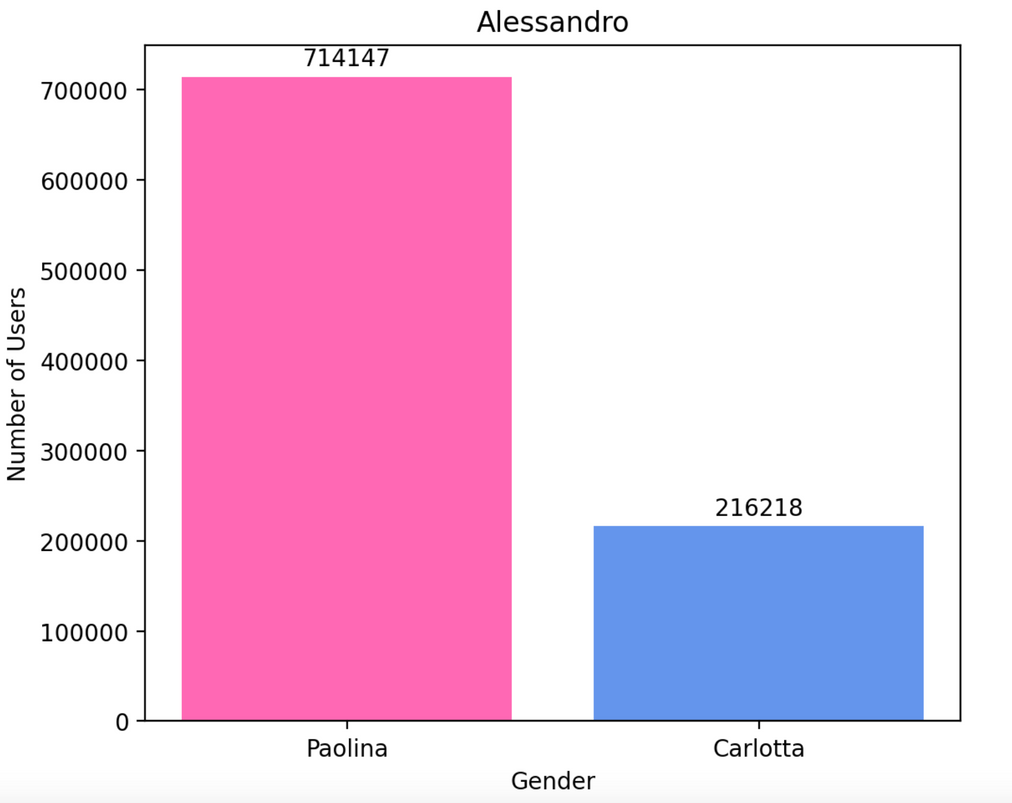 Alessandro
714147
700000
600000
500000
400000
300000
216218
200000
100000
0
Number of Users
Paolina Carlotta
Gender